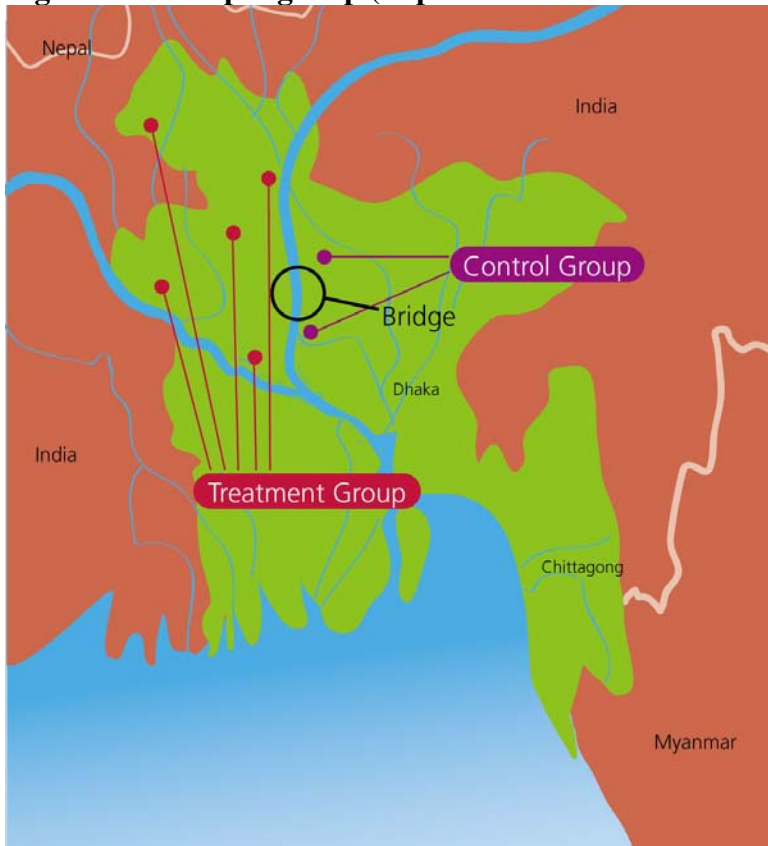 Nepal
India
Control Group
Bridge
Dhaka
India
Treatment Group
Chittagong
Myanmar